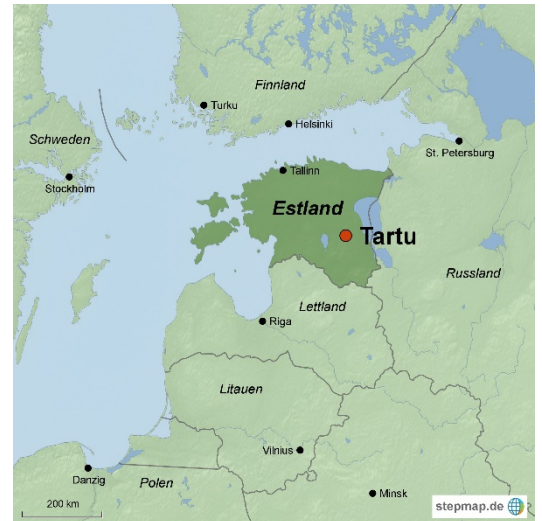 Finnland
Turku
Helsinki
Schweden
St. Petersburg
Tallinn
Stockholm
Estland
Tartu
Russland
Lettland
Riga
Litauen
Vilnius
Danzig
Polen
Minsk
200 km
stepmap.de